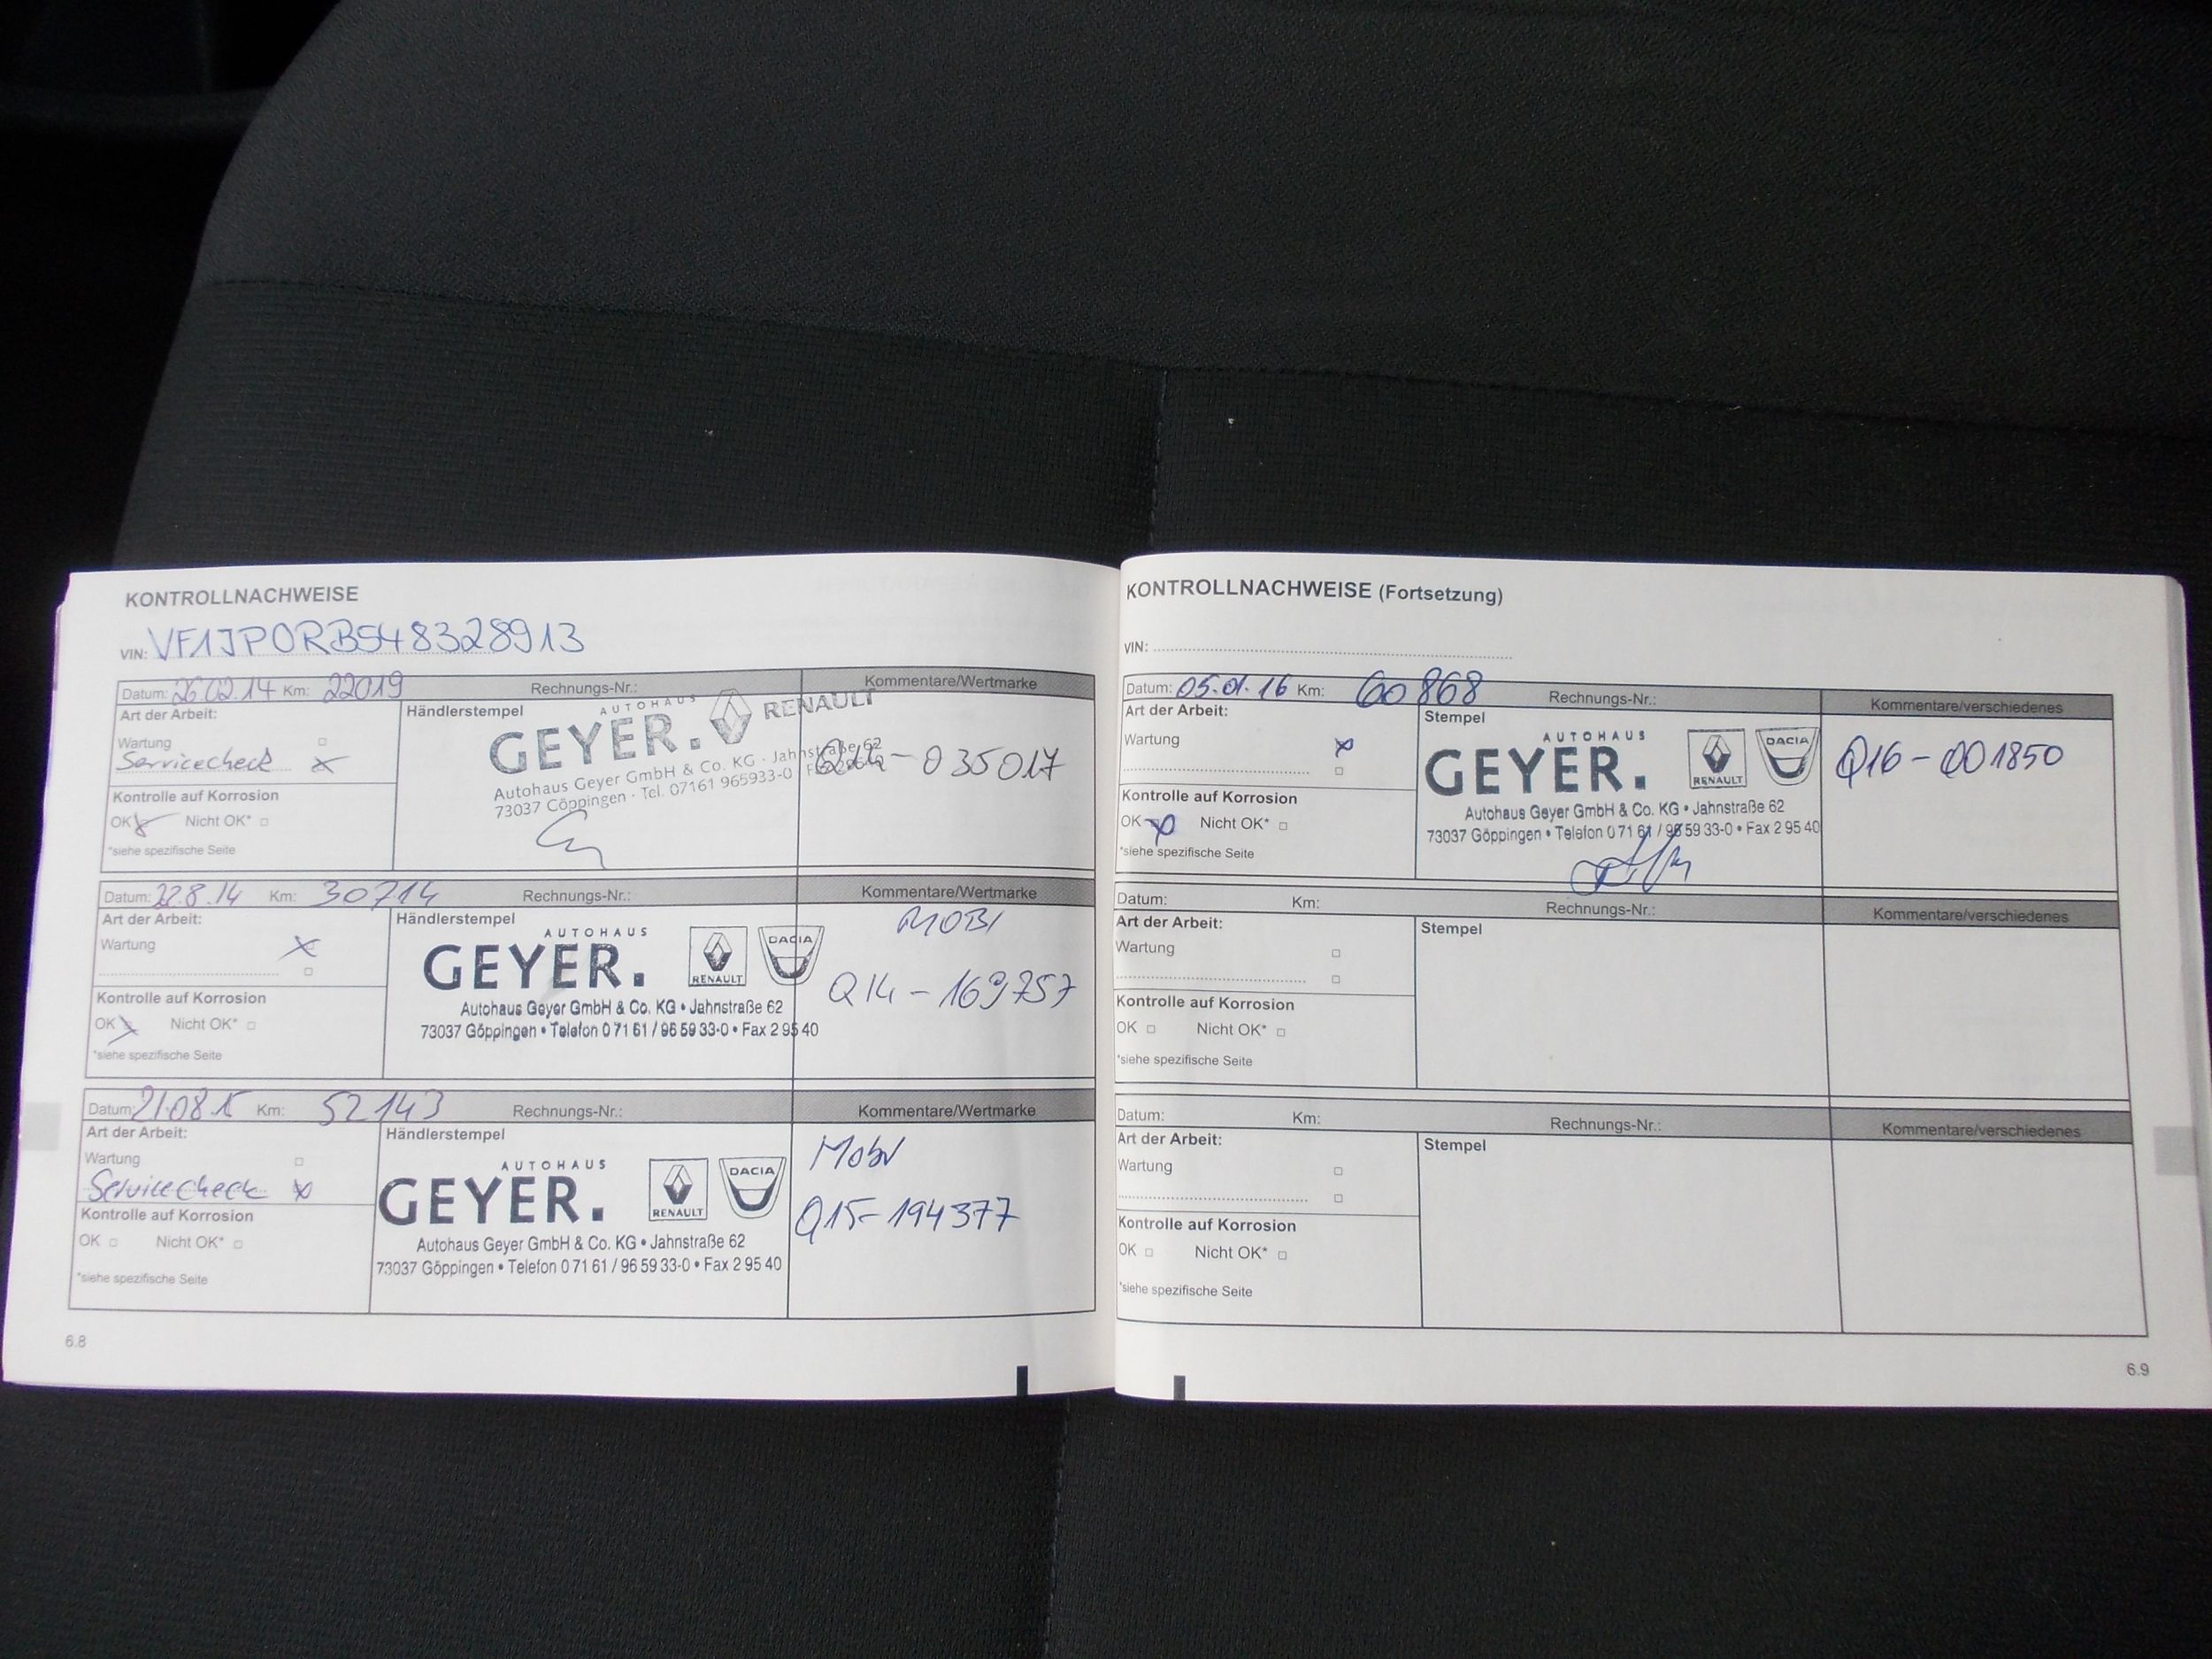 KONTROLLNACHWEISE
VIN: VF1JP0RB548328913
Datum: 26.02.14 Km: 22019 Rechnungs-Nr.: Kommentare/Wertmarke
Art der Arbeit:
Wartung
Servicecheck
Kontrolle auf Korrosion
OK Nicht OK*
*siehe spezifische Seite
Händlerstempel
AUTOHAUS
GEYER. RENAULT
Autohaus Geyer GmbH & Co. KG · Jahnstraße 62
73037 Göppingen · Tel. 07161 965933-0
Q14-035017
Datum: 22.8.14 Km: 30714 Rechnungs-Nr.: Kommentare/Wertmarke
Art der Arbeit:
Wartung
Kontrolle auf Korrosion
OK Nicht OK*
*siehe spezifische Seite
Händlerstempel
AUTOHAUS
GEYER. RENAULT DACIA
Autohaus Geyer GmbH & Co. KG • Jahnstraße 62
73037 Göppingen • Telefon 0 71 61 / 96 59 33-0 • Fax 2 95 40
MOBI
Q14-169757
Datum: 21.08.15 Km: 52143 Rechnungs-Nr.: Kommentare/Wertmarke
Art der Arbeit:
Wartung
Servicecheck
Kontrolle auf Korrosion
OK Nicht OK*
*siehe spezifische Seite
Händlerstempel
AUTOHAUS
GEYER. RENAULT DACIA
Autohaus Geyer GmbH & Co. KG • Jahnstraße 62
73037 Göppingen • Telefon 0 71 61 / 96 59 33-0 • Fax 2 95 40
Q15-194377
6.8
KONTROLLNACHWEISE (Fortsetzung)
VIN:
Datum: 05.01.16 Km: 60868 Rechnungs-Nr.: Kommentare/verschiedenes
Art der Arbeit:
Wartung
Kontrolle auf Korrosion
OK Nicht OK*
*siehe spezifische Seite
Stempel
AUTOHAUS
GEYER. RENAULT DACIA
Autohaus Geyer GmbH & Co. KG • Jahnstraße 62
73037 Göppingen • Telefon 0 71 61 / 96 59 33-0 • Fax 2 95 40
Q16-001850
Datum: Km: Rechnungs-Nr.: Kommentare/verschiedenes
Art der Arbeit:
Wartung
Kontrolle auf Korrosion
OK Nicht OK*
*siehe spezifische Seite
Stempel
Datum: Km: Rechnungs-Nr.: Kommentare/verschiedenes
Art der Arbeit:
Wartung
Kontrolle auf Korrosion
OK Nicht OK*
*siehe spezifische Seite
Stempel
6.9